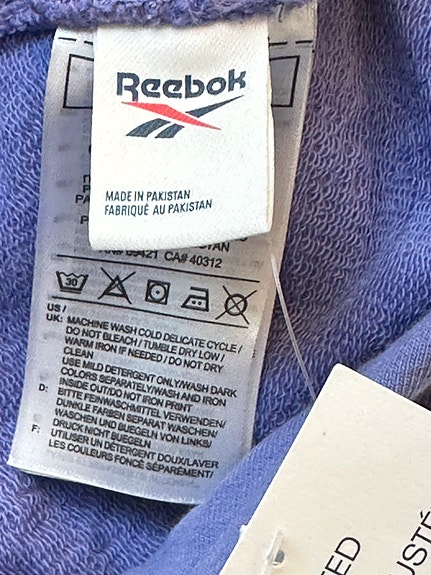 Reebok
MADE IN PAKISTAN
FABRIQUÉ AU PAKISTAN
CA# 40312
30
US /
UK: MACHINE WASH COLD DELICATE CYCLE /
DO NOT BLEACH / TUMBLE DRY LOW /
WARM IRON IF NEEDED / DO NOT DRY
CLEAN
USE MILD DETERGENT ONLY/WASH DARK
COLORS SEPARATELY/WASH AND IRON
INSIDE OUT/DO NOT IRON PRINT
D: BITTE FEINWASCHMITTEL VERWENDEN/
DUNKLE FARBEN SEPARAT WASCHEN/
WASCHEN UND BUEGELN VON LINKS/
DRUCK NICHT BUEGELN
F: UTILISER UN DETERGENT DOUX/LAVER
LES COULEURS FONCÉ SÉPARÉMENT/